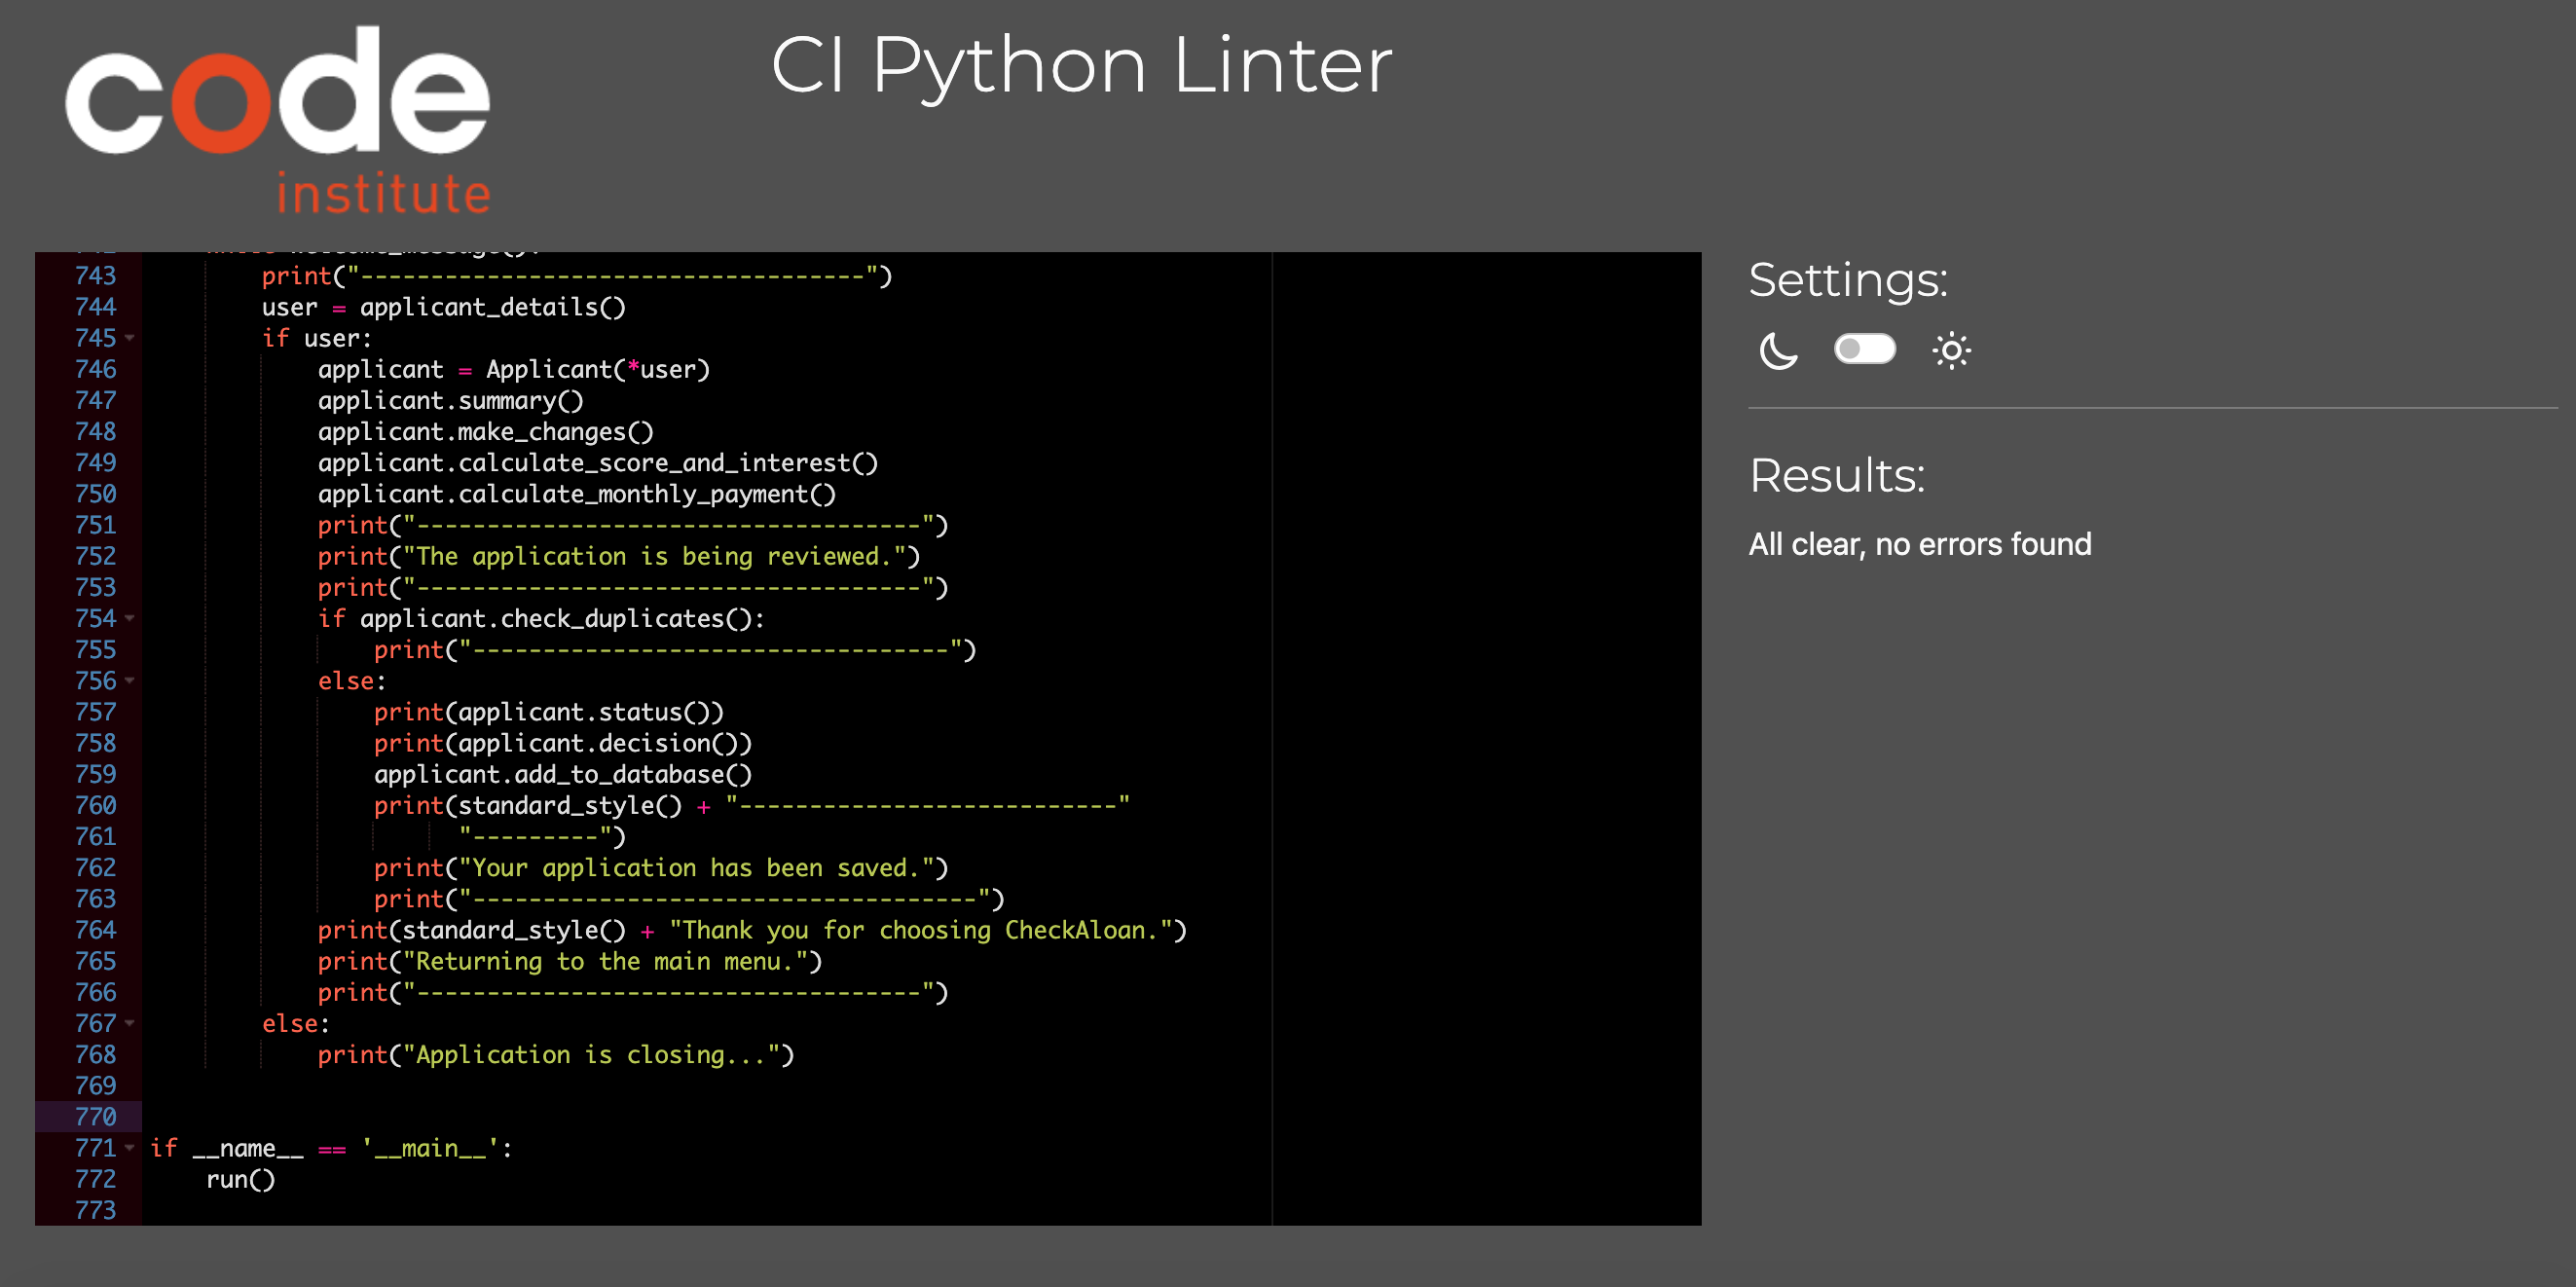 code
institute
CI Python Linter
743 print("------------------------------------")
744 user = applicant_details()
745 if user:
746 applicant = Applicant(*user)
747 applicant.summary()
748 applicant.make_changes()
749 applicant.calculate_score_and_interest()
750 applicant.calculate_monthly_payment()
751 print("------------------------------------")
752 print("The application is being reviewed.")
753 print("------------------------------------")
754 if applicant.check_duplicates():
755 print("----------------------------------")
756 else:
757 print(applicant.status())
758 print(applicant.decision())
759 applicant.add_to_database()
760 print(standard_style() + "---------------------------"
761 "---------")
762 print("Your application has been saved.")
763 print("------------------------------------")
764 print(standard_style() + "Thank you for choosing CheckAloan.")
765 print("Returning to the main menu.")
766 print("------------------------------------")
767 else:
768 print("Application is closing...")
769
770
771 if __name__ == '__main__':
772 run()
773
Settings:
Results:
All clear, no errors found